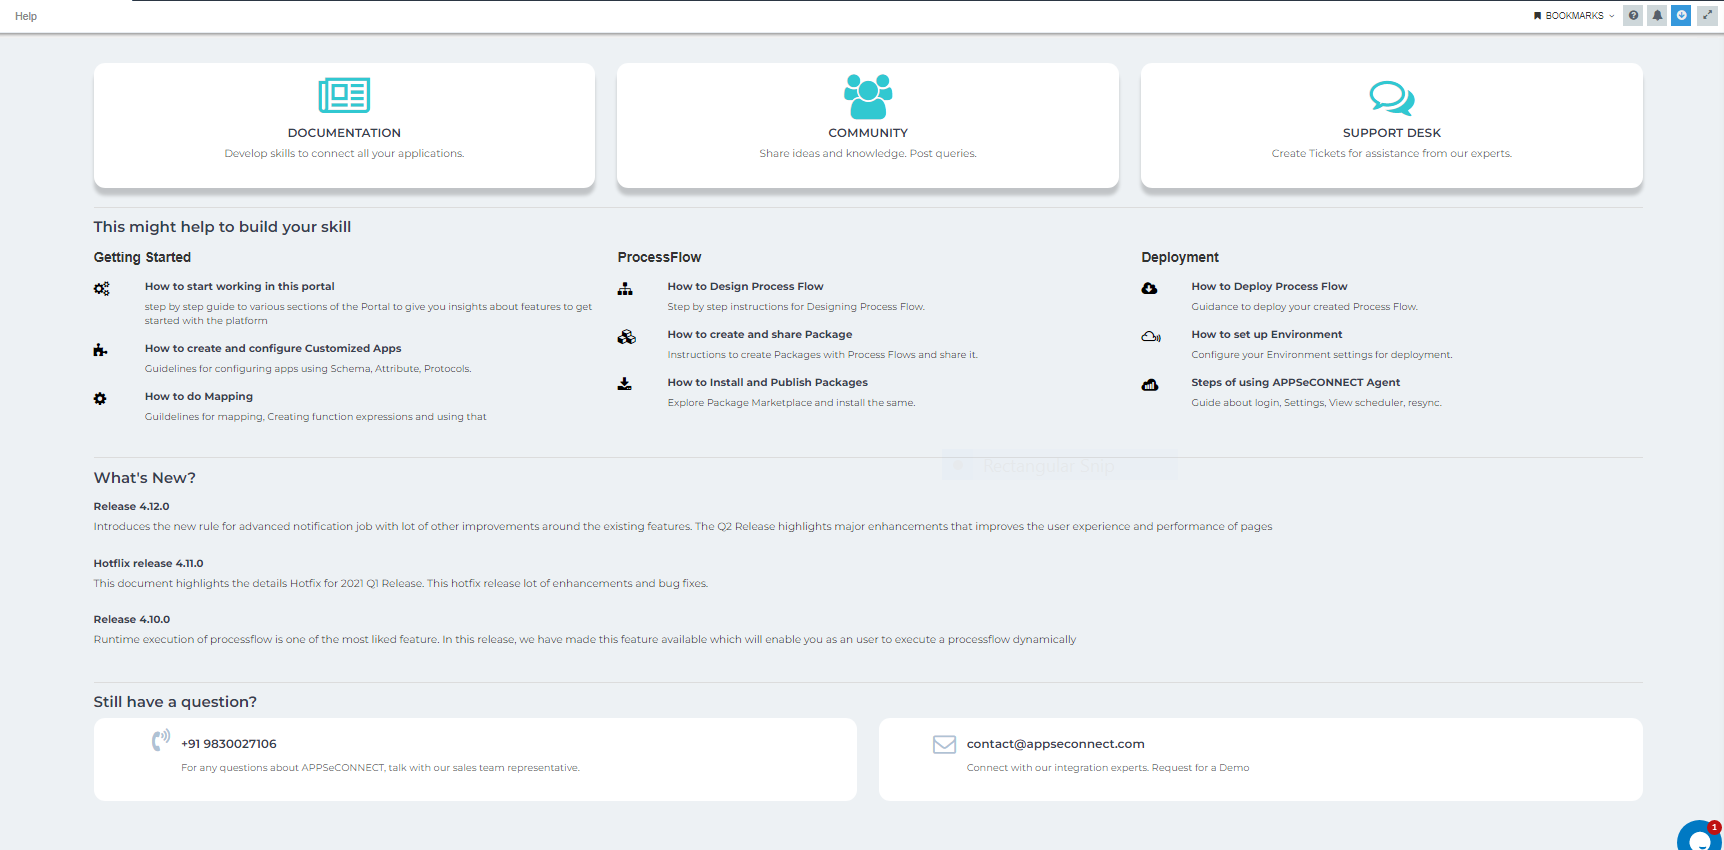 Help
BOOKMARKS
DOCUMENTATION
Develop skills to connect all your applications.
COMMUNITY
Share ideas and knowledge. Post queries.
SUPPORT DESK
Create Tickets for assistance from our experts.
This might help to build your skill
Getting Started
How to start working in this portal
step by step guide to various sections of the Portal to give you insights about features to get
started with the platform
How to create and configure Customized Apps
Guidelines for configuring apps using Schema, Attribute, Protocols.
How to do Mapping
Guildelines for mapping, Creating function expressions and using that
ProcessFlow
How to Design Process Flow
Step by step instructions for Designing Process Flow.
How to create and share Package
Instructions to create Packages with Process Flows and share it.
How to Install and Publish Packages
Explore Package Marketplace and install the same.
Deployment
How to Deploy Process Flow
Guidance to deploy your created Process Flow.
How to set up Environment
Configure your Environment settings for deployment.
Steps of using APPSeCONNECT Agent
Guide about login, Settings, View scheduler, resync.
Rectangular Snip
What's New?
Release 4.12.0
Introduces the new rule for advanced notification job with lot of other improvements around the existing features. The Q2 Release highlights major enhancements that improves the user experience and performance of pages
Hotflix release 4.11.0
This document highlights the details Hotfix for 2021 Q1 Release. This hotfix release lot of enhancements and bug fixes.
Release 4.10.0
Runtime execution of processflow is one of the most liked feature. In this release, we have made this feature available which will enable you as an user to execute a processflow dynamically
Still have a question?
+91 9830027106
For any questions about APPSeCONNECT, talk with our sales team representative.
contact@appseconnect.com
Connect with our integration experts. Request for a Demo
1